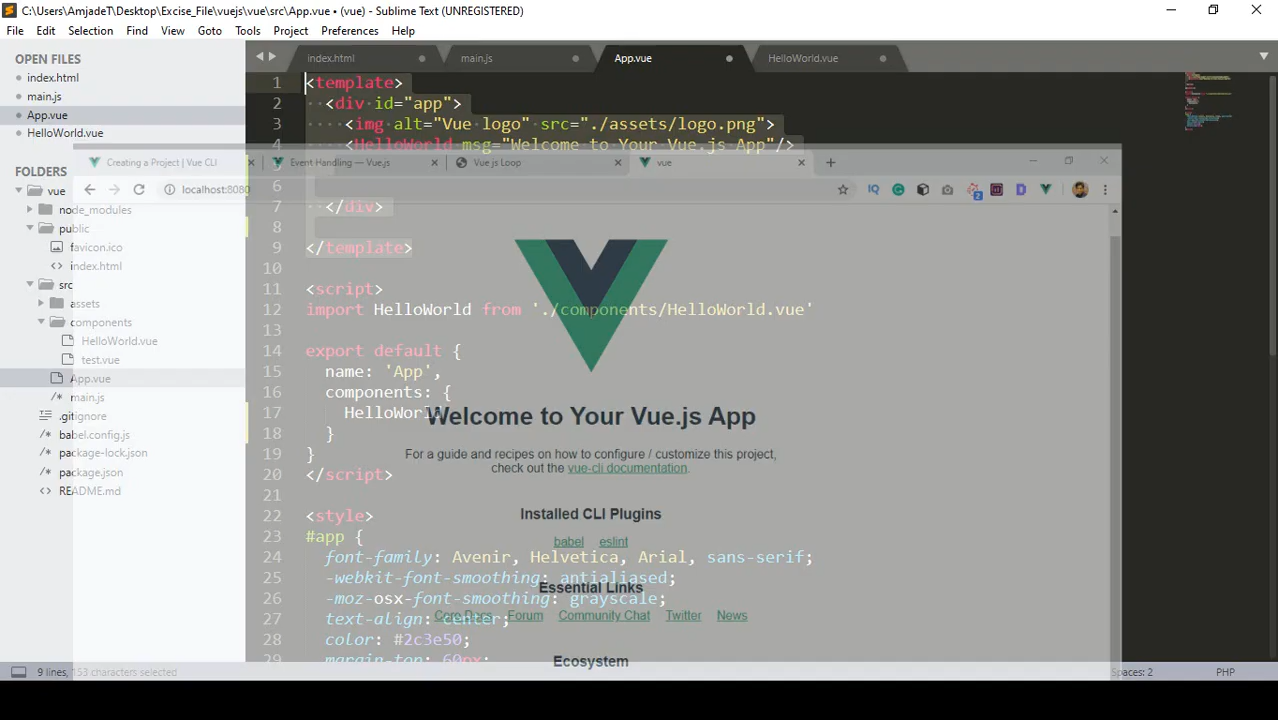 C:\Users\AmjadeT\Desktop\Excise_File\vuejs\vue\src\App.vue • (vue) - Sublime Text (UNREGISTERED)
File Edit Selection Find View Goto Tools Project Preferences Help
OPEN FILES
index.html
main.js
App.vue
HelloWorld.vue
FOLDERS
vue
node_modules
public
favicon.ico
index.html
src
assets
components
HelloWorld.vue
test.vue
App.vue
main.js
.gitignore
babel.config.js
package-lock.json
package.json
README.md
index.html main.js App.vue HelloWorld.vue
1 <template>
2 <div id="app">
3 <img alt="Vue logo" src="./assets/logo.png">
4 <HelloWorld msg="Welcome to Your Vue.js App"/>
Creating a Project | Vue CLI Event Handling — Vue.js Vue js Loop vue
6
localhost:8080
7 </div>
8
9 </template>
10
11 <script>
12 import HelloWorld from './components/HelloWorld.vue'
13
14 export default {
15 name: 'App',
16 components: {
17 HelloWorld
18 }
19 }
20 </script>
21
22 <style>
23 #app {
24 font-family: Avenir, Helvetica, Arial, sans-serif;
25 -webkit-font-smoothing: antialiased;
26 -moz-osx-font-smoothing: grayscale;
27 text-align: center;
28 color: #2c3e50;
29 margin-top: 60px;
Welcome to Your Vue.js App
For a guide and recipes on how to configure / customize this project,
check out the vue-cli documentation.
Installed CLI Plugins
babel eslint
Essential Links
Core Docs Forum Community Chat Twitter News
Ecosystem
9 lines, 153 characters selected
Spaces: 2 PHP